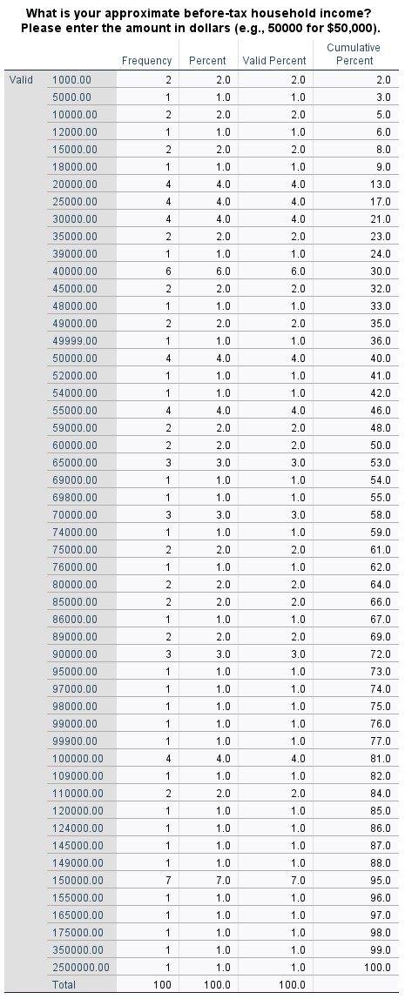 What is your approximate before-tax household income?
Please enter the amount in dollars (e.g., 50000 for $50,000).
Frequency Percent Valid Percent Cumulative Percent
Valid 1000.00 2 2.0 2.0 2.0
5000.00 1 1.0 1.0 3.0
10000.00 2 2.0 2.0 5.0
12000.00 1 1.0 1.0 6.0
15000.00 2 2.0 2.0 8.0
18000.00 1 1.0 1.0 9.0
20000.00 4 4.0 4.0 13.0
25000.00 4 4.0 4.0 17.0
30000.00 4 4.0 4.0 21.0
35000.00 2 2.0 2.0 23.0
39000.00 1 1.0 1.0 24.0
40000.00 6 6.0 6.0 30.0
45000.00 2 2.0 2.0 32.0
48000.00 1 1.0 1.0 33.0
49000.00 2 2.0 2.0 35.0
49999.00 1 1.0 1.0 36.0
50000.00 4 4.0 4.0 40.0
52000.00 1 1.0 1.0 41.0
54000.00 1 1.0 1.0 42.0
55000.00 4 4.0 4.0 46.0
59000.00 2 2.0 2.0 48.0
60000.00 2 2.0 2.0 50.0
65000.00 3 3.0 3.0 53.0
69000.00 1 1.0 1.0 54.0
69800.00 1 1.0 1.0 55.0
70000.00 3 3.0 3.0 58.0
74000.00 1 1.0 1.0 59.0
75000.00 2 2.0 2.0 61.0
76000.00 1 1.0 1.0 62.0
80000.00 2 2.0 2.0 64.0
85000.00 2 2.0 2.0 66.0
86000.00 1 1.0 1.0 67.0
89000.00 2 2.0 2.0 69.0
90000.00 3 3.0 3.0 72.0
95000.00 1 1.0 1.0 73.0
97000.00 1 1.0 1.0 74.0
98000.00 1 1.0 1.0 75.0
99000.00 1 1.0 1.0 76.0
99900.00 1 1.0 1.0 77.0
100000.00 4 4.0 4.0 81.0
109000.00 1 1.0 1.0 82.0
110000.00 2 2.0 2.0 84.0
120000.00 1 1.0 1.0 85.0
124000.00 1 1.0 1.0 86.0
145000.00 1 1.0 1.0 87.0
149000.00 1 1.0 1.0 88.0
150000.00 7 7.0 7.0 95.0
155000.00 1 1.0 1.0 96.0
165000.00 1 1.0 1.0 97.0
175000.00 1 1.0 1.0 98.0
350000.00 1 1.0 1.0 99.0
2500000.00 1 1.0 1.0 100.0
Total 100 100.0 100.0